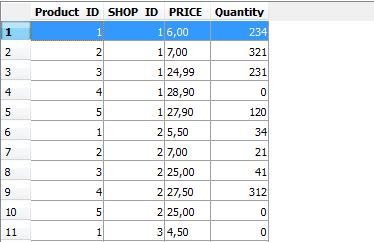 Product ID SHOP ID PRICE Quantity
1 1 1 6,00 234
2 2 1 7,00 321
3 3 1 24,99 231
4 4 1 28,90 0
5 5 1 27,90 120
6 1 2 5,50 34
7 2 2 7,00 21
8 3 2 25,00 41
9 4 2 27,50 312
10 5 2 25,00 0
11 1 3 4,50 0